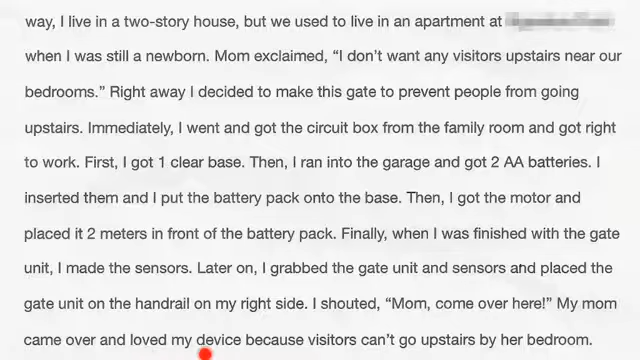 way, I live in a two-story house, but we used to live in an apartment at
when I was still a newborn. Mom exclaimed, “I don’t want any visitors upstairs near our
bedrooms.” Right away I decided to make this gate to prevent people from going
upstairs. Immediately, I went and got the circuit box from the family room and got right
to work. First, I got 1 clear base. Then, I ran into the garage and got 2 AA batteries. I
inserted them and I put the battery pack onto the base. Then, I got the motor and
placed it 2 meters in front of the battery pack. Finally, when I was finished with the gate
unit, I made the sensors. Later on, I grabbed the gate unit and sensors and placed the
gate unit on the handrail on my right side. I shouted, “Mom, come over here!” My mom
came over and loved my device because visitors can’t go upstairs by her bedroom.